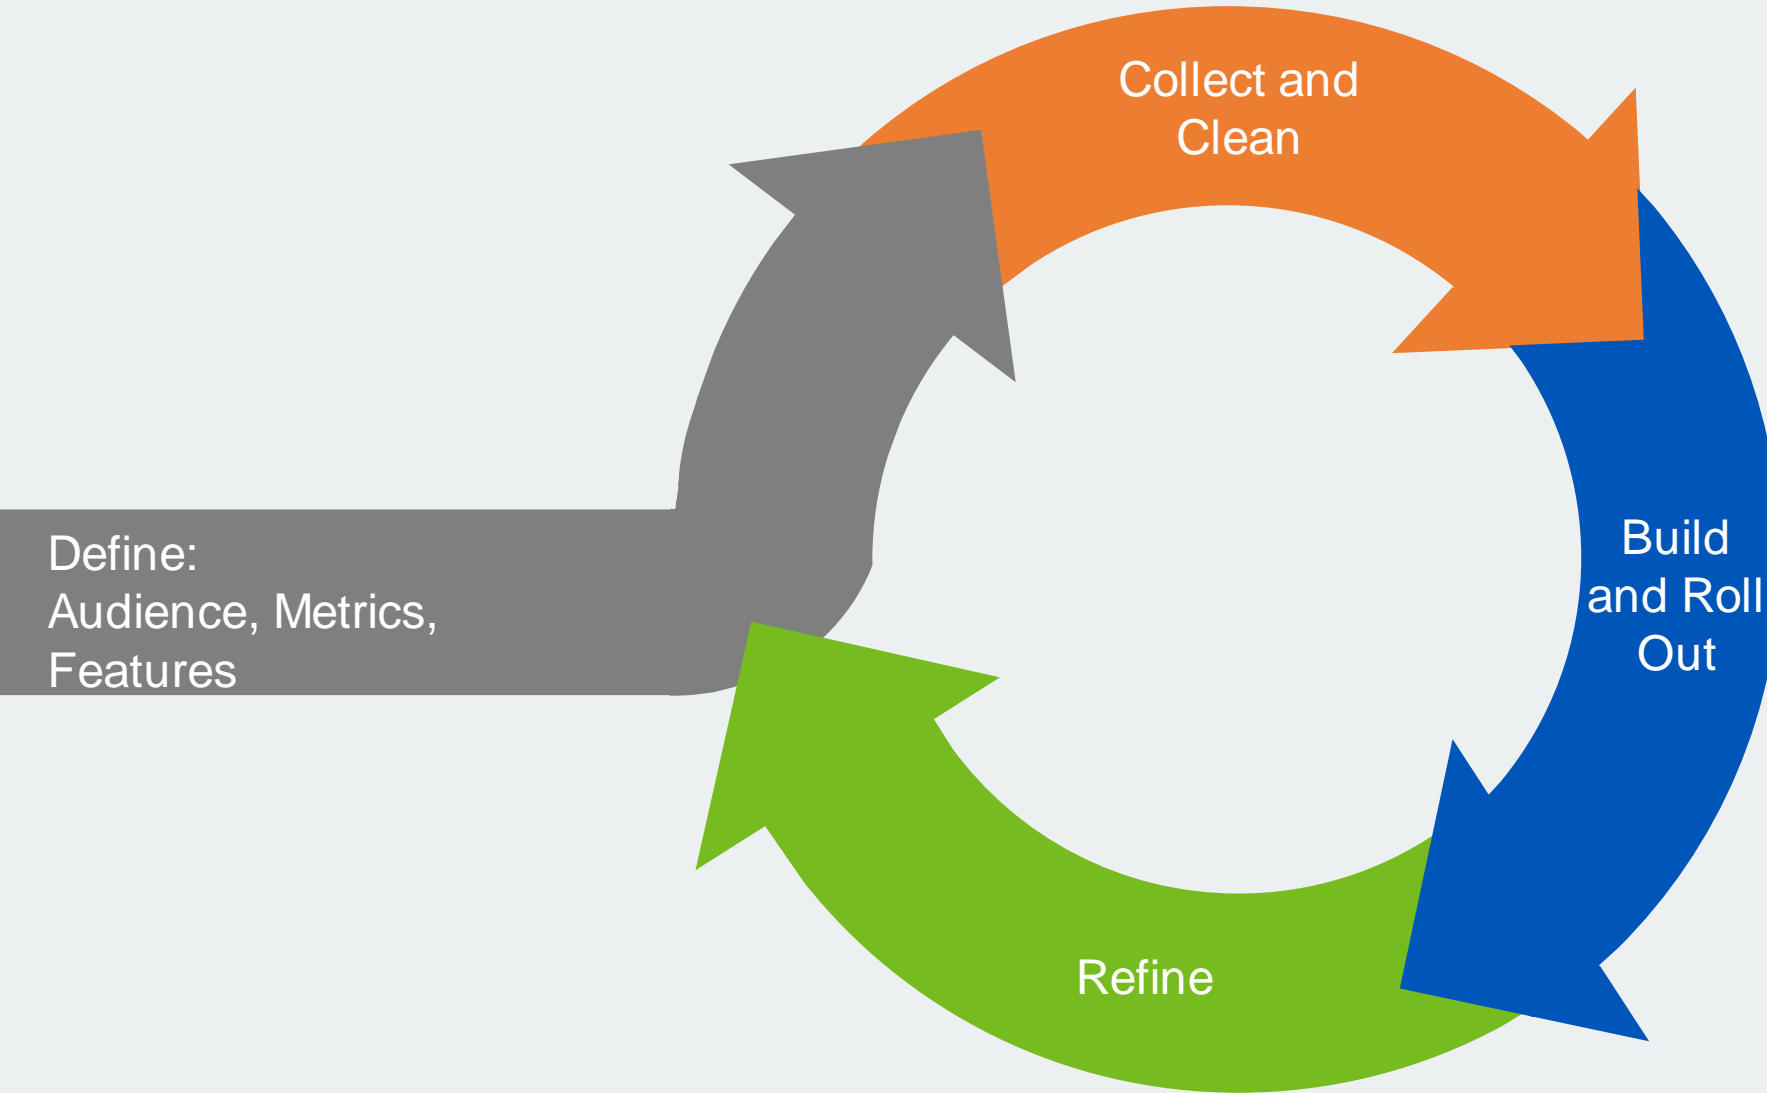 Define:
Audience, Metrics,
Features
Collect and
Clean
Build
and Roll
Out
Refine